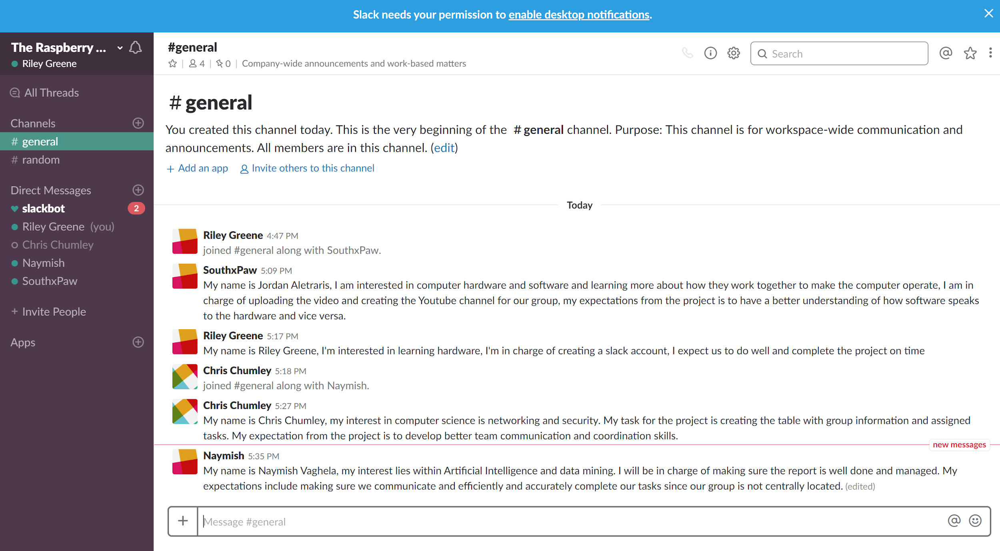 Slack needs your permission to enable desktop notifications.
The Raspberry ...
Riley Greene
All Threads
Channels
# general
# random
Direct Messages
slackbot 2
Riley Greene (you)
Chris Chumley
Naymish
SouthxPaw
+ Invite People
Apps
#general
4 | 0 | Company-wide announcements and work-based matters
Search
# general
You created this channel today. This is the very beginning of the # general channel. Purpose: This channel is for workspace-wide communication and
announcements. All members are in this channel. (edit)
+ Add an app Invite others to this channel
Today
Riley Greene 4:47 PM
joined #general along with SouthxPaw.
SouthxPaw 5:09 PM
My name is Jordan Aletraris, I am interested in computer hardware and software and learning more about how they work together to make the computer operate, I am in
charge of uploading the video and creating the Youtube channel for our group, my expectations from the project is to have a better understanding of how software speaks
to the hardware and vice versa.
Riley Greene 5:17 PM
My name is Riley Greene, I'm interested in learning hardware, I'm in charge of creating a slack account, I expect us to do well and complete the project on time
Chris Chumley 5:18 PM
joined #general along with Naymish.
Chris Chumley 5:27 PM
My name is Chris Chumley, my interest in computer science is networking and security. My task for the project is creating the table with group information and assigned
tasks. My expectation from the project is to develop better team communication and coordination skills.
new messages
Naymish 5:35 PM
My name is Naymish Vaghela, my interest lies within Artificial Intelligence and data mining. I will be in charge of making sure the report is well done and managed. My
expectations include making sure we communicate and efficiently and accurately complete our tasks since our group is not centrally located. (edited)
+ Message #general @